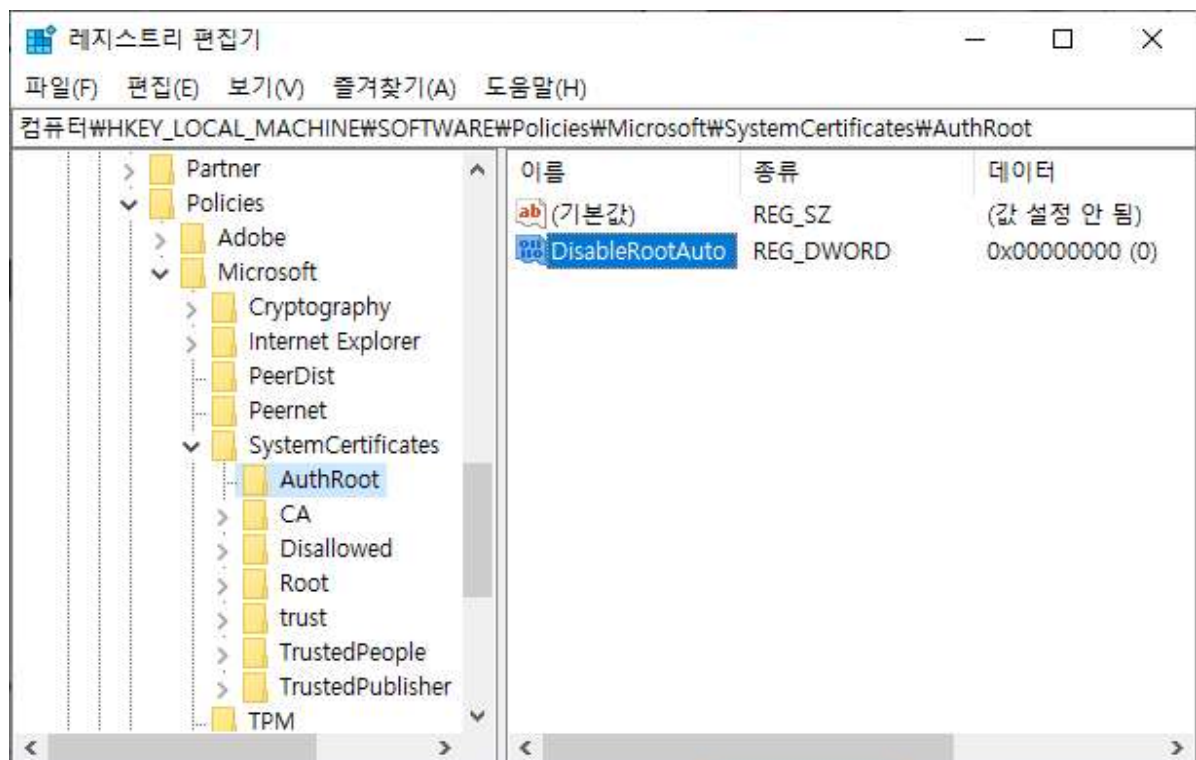 레지스트리 편집기
파일(F) 편집(E) 보기(V) 즐겨찾기(A) 도움말(H)
컴퓨터₩HKEY_LOCAL_MACHINE₩SOFTWARE₩Policies₩Microsoft₩SystemCertificates₩AuthRoot
Partner
Policies
Adobe
Microsoft
Cryptography
Internet Explorer
PeerDist
Peernet
SystemCertificates
AuthRoot
CA
Disallowed
Root
trust
TrustedPeople
TrustedPublisher
TPM
이름 종류 데이터
(기본값) REG_SZ (값 설정 안 됨)
DisableRootAuto REG_DWORD 0x00000000 (0)